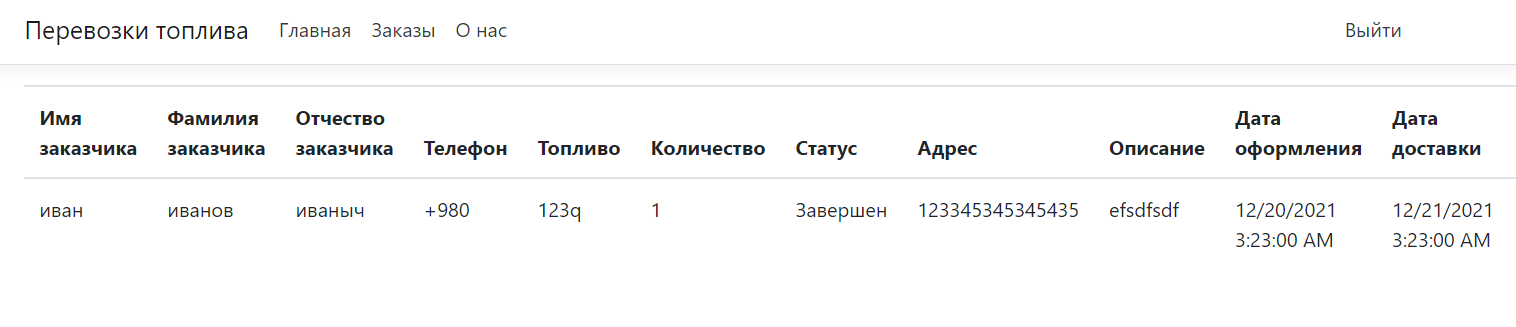 Перевозки топлива Главная Заказы О нас Выйти
Имя Фамилия Отчество Дата Дата
заказчика заказчика заказчика Телефон Топливо Количество Статус Адрес Описание оформления доставки
иван иванов иваныч +980 123q 1 Завершен 123345345345435 efsdfsdf 12/20/2021 12/21/2021
3:23:00 AM 3:23:00 AM